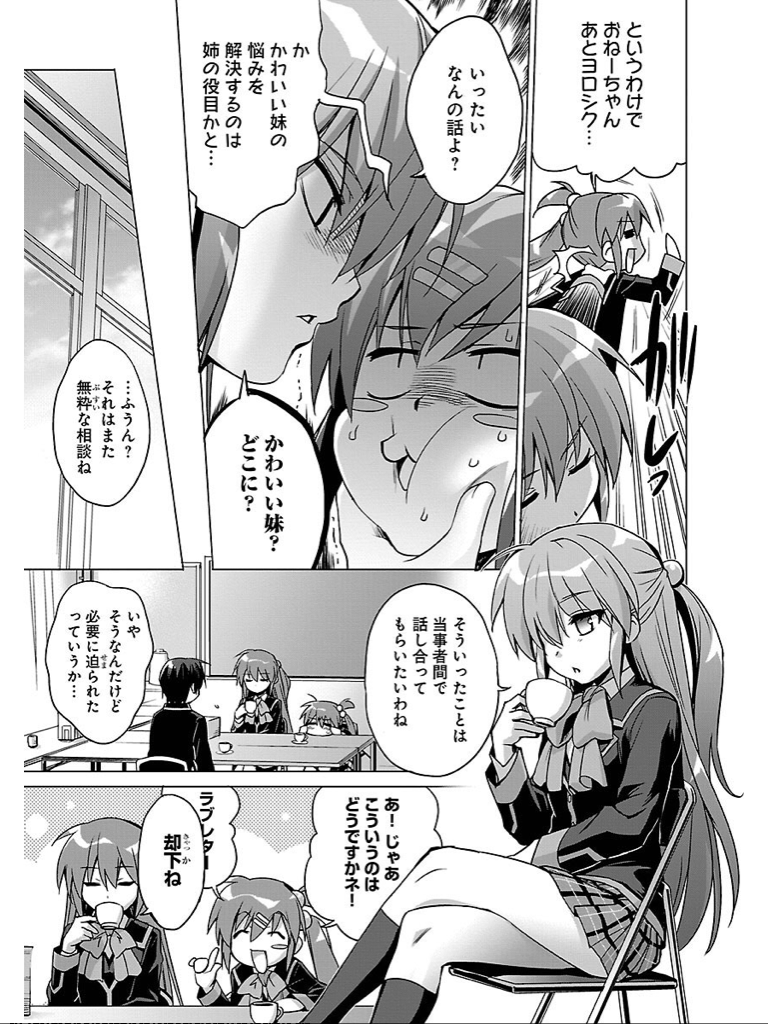 というわけで
おねーちゃん
あとヨロシク…
ガッ
いったい
なんの話よ?
か
かわいい妹の
悩みを
解決するのは
姉の役目かと…
かわいい妹?
どこに?
…ふうん?
それはまた
無粋な相談ね
そういったことは
当事者間で
話し合って
もらいたいわね
いや
そうなんだけど
必要に迫られた
っていうか…
あ!じゃあ
こういうのは
どうですかネ!
ラブレター
却下ね